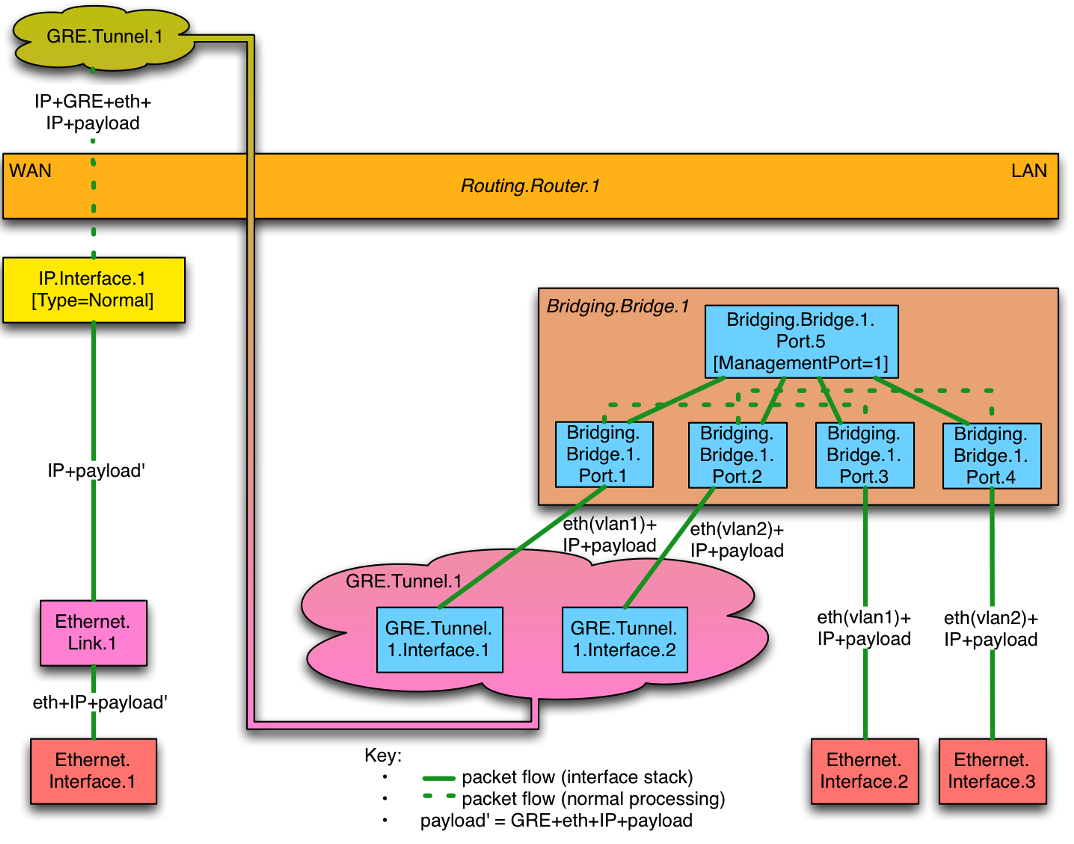 GRE.Tunnel.1
IP+GRE+eth+
IP+payload
WAN
Routing.Router.1
LAN
IP.Interface.1
[Type=Normal]
Bridging.Bridge.1
Bridging.Bridge.1.
Port.5
[ManagementPort=1]
Bridging.
Bridge.1.
Port.1
Bridging.
Bridge.1.
Port.2
Bridging.
Bridge.1.
Port.3
Bridging.
Bridge.1.
Port.4
IP+payload'
eth(vlan1)+
IP+payload
eth(vlan2)+
IP+payload
GRE.Tunnel.1
GRE.Tunnel.
1.Interface.1
GRE.Tunnel.
1.Interface.2
eth(vlan1)+
IP+payload
eth(vlan2)+
IP+payload
Ethernet.
Link.1
eth+IP+payload'
Ethernet.
Interface.1
Ethernet.
Interface.2
Ethernet.
Interface.3
Key:
• packet flow (interface stack)
• packet flow (normal processing)
• payload' = GRE+eth+IP+payload